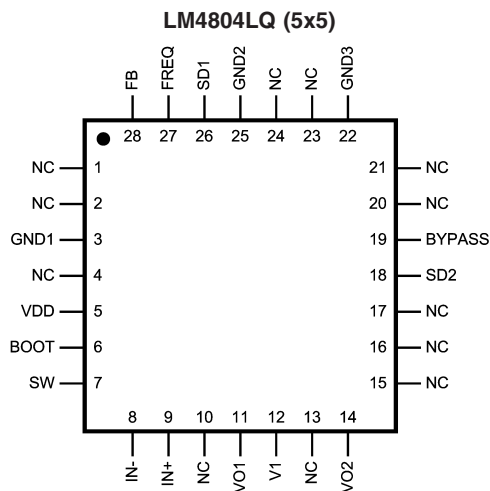 LM4804LQ (5x5)
FB FREQ SD1 GND2 NC NC GND3
28 27 26 25 24 23 22
NC 1 21 NC
NC 2 20 NC
GND1 3 19 BYPASS
NC 4 18 SD2
VDD 5 17 NC
BOOT 6 16 NC
SW 7 15 NC
8 9 10 11 12 13 14
IN- IN+ NC VO1 V1 NC VO2